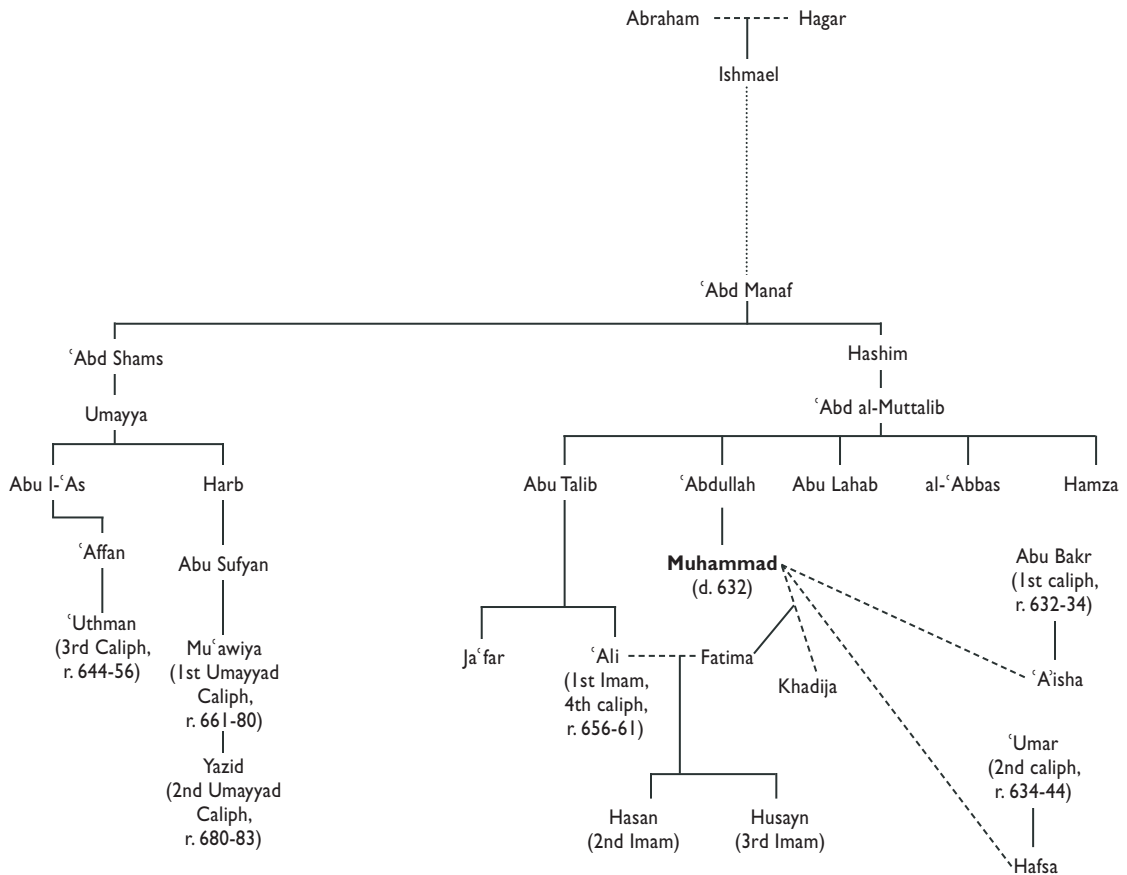 Abraham
Hagar
Ishmael
ʿAbd Manaf
ʿAbd Shams
Hashim
Umayya
ʿAbd al-Muttalib
Abu l-ʿAs
Harb
Abu Talib
ʿAbdullah
Abu Lahab
al-ʿAbbas
Hamza
ʿAffan
Abu Sufyan
Muhammad
(d. 632)
Abu Bakr
(1st caliph,
r. 632-34)
ʿUthman
(3rd Caliph,
r. 644-56)
Muʿawiya
(1st Umayyad
Caliph,
r. 661-80)
Jaʿfar
ʿAli
(1st Imam,
4th caliph,
r. 656-61)
Fatima
Khadija
ʿAʾisha
Yazid
(2nd Umayyad
Caliph,
r. 680-83)
ʿUmar
(2nd caliph,
r. 634-44)
Hasan
(2nd Imam)
Husayn
(3rd Imam)
Hafsa